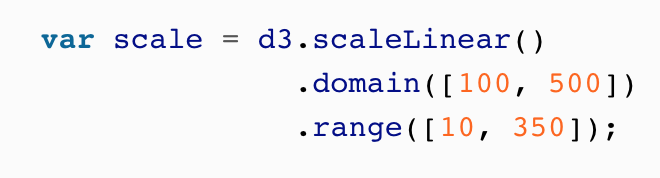 var scale = d3.scaleLinear()
.domain([100, 500])
.range([10, 350]);